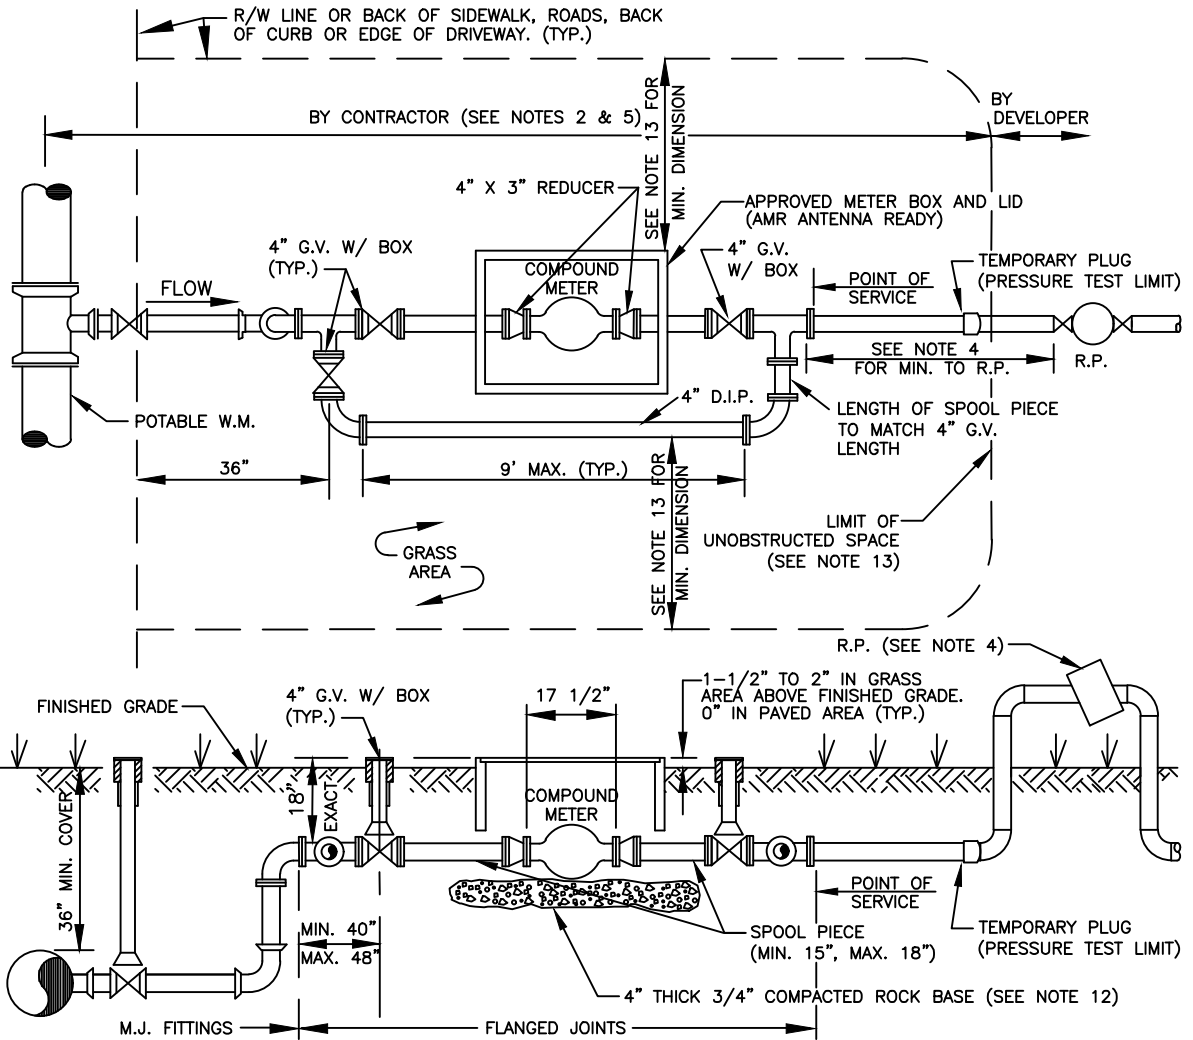 R/W LINE OR BACK OF SIDEWALK, ROADS, BACK
OF CURB OR EDGE OF DRIVEWAY. (TYP.)
BY CONTRACTOR (SEE NOTES 2 & 5)
BY
DEVELOPER
SEE NOTE 13 FOR
MIN. DIMENSION
4" X 3" REDUCER
APPROVED METER BOX AND LID
(AMR ANTENNA READY)
4" G.V. W/ BOX
(TYP.)
4" G.V.
W/ BOX
TEMPORARY PLUG
(PRESSURE TEST LIMIT)
FLOW
COMPOUND
METER
POINT OF
SERVICE
SEE NOTE 4
FOR MIN. TO R.P.
R.P.
4" D.I.P.
POTABLE W.M.
LENGTH OF SPOOL PIECE
TO MATCH 4" G.V.
LENGTH
36"
9' MAX. (TYP.)
SEE NOTE 13 FOR
MIN. DIMENSION
LIMIT OF
UNOBSTRUCTED SPACE
(SEE NOTE 13)
GRASS
AREA
R.P. (SEE NOTE 4)
FINISHED GRADE
4" G.V. W/ BOX
(TYP.)
17 1/2"
1-1/2" TO 2" IN GRASS
AREA ABOVE FINISHED GRADE.
0" IN PAVED AREA (TYP.)
36" MIN. COVER
18"
EXACT
COMPOUND
METER
POINT OF
SERVICE
MIN. 40"
MAX. 48"
SPOOL PIECE
(MIN. 15", MAX. 18")
TEMPORARY PLUG
(PRESSURE TEST LIMIT)
4" THICK 3/4" COMPACTED ROCK BASE (SEE NOTE 12)
M.J. FITTINGS
FLANGED JOINTS